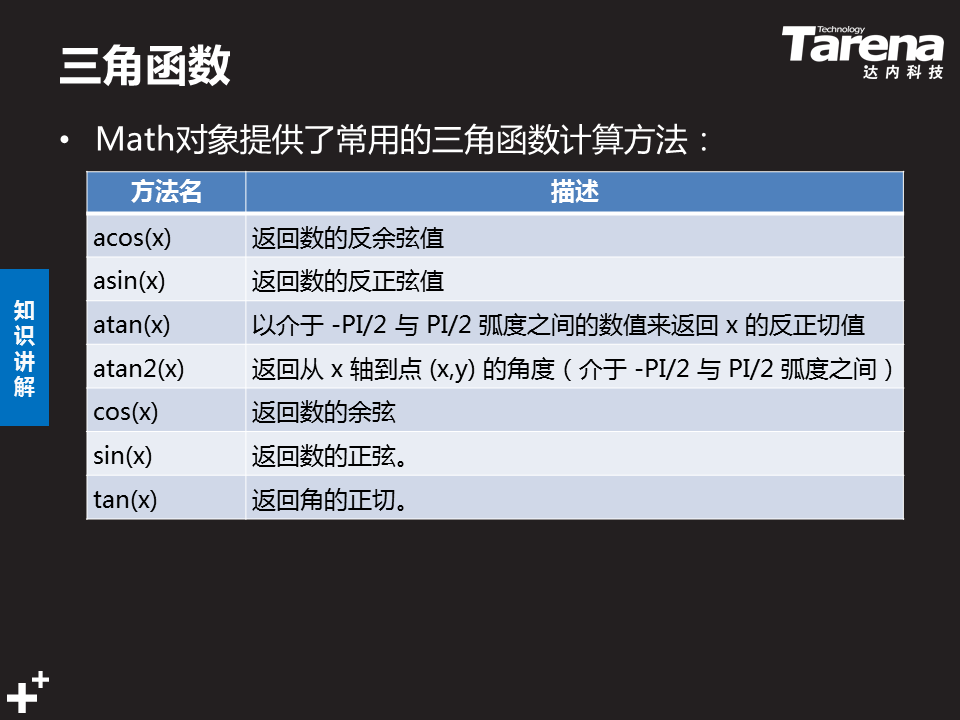 三角函数
Technology
Tarena
达内科技
• Math对象提供了常用的三角函数计算方法：
方法名 描述
acos(x) 返回数的反余弦值
asin(x) 返回数的反正弦值
atan(x) 以介于 -PI/2 与 PI/2 弧度之间的数值来返回 x 的反正切值
atan2(x) 返回从 x 轴到点 (x,y) 的角度（介于 -PI/2 与 PI/2 弧度之间）
cos(x) 返回数的余弦
sin(x) 返回数的正弦。
tan(x) 返回角的正切。
知
识
讲
解